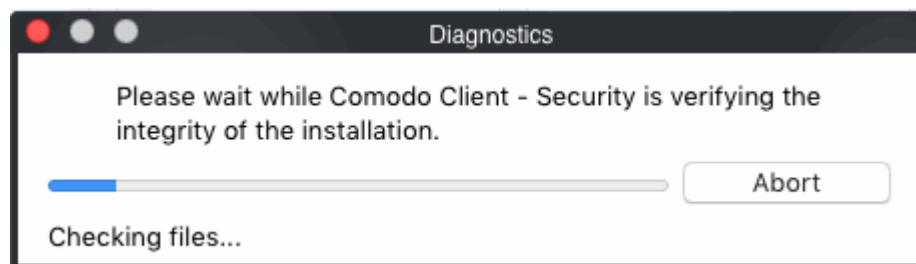 Diagnostics
Please wait while Comodo Client - Security is verifying the
integrity of the installation.
Abort
Checking files...